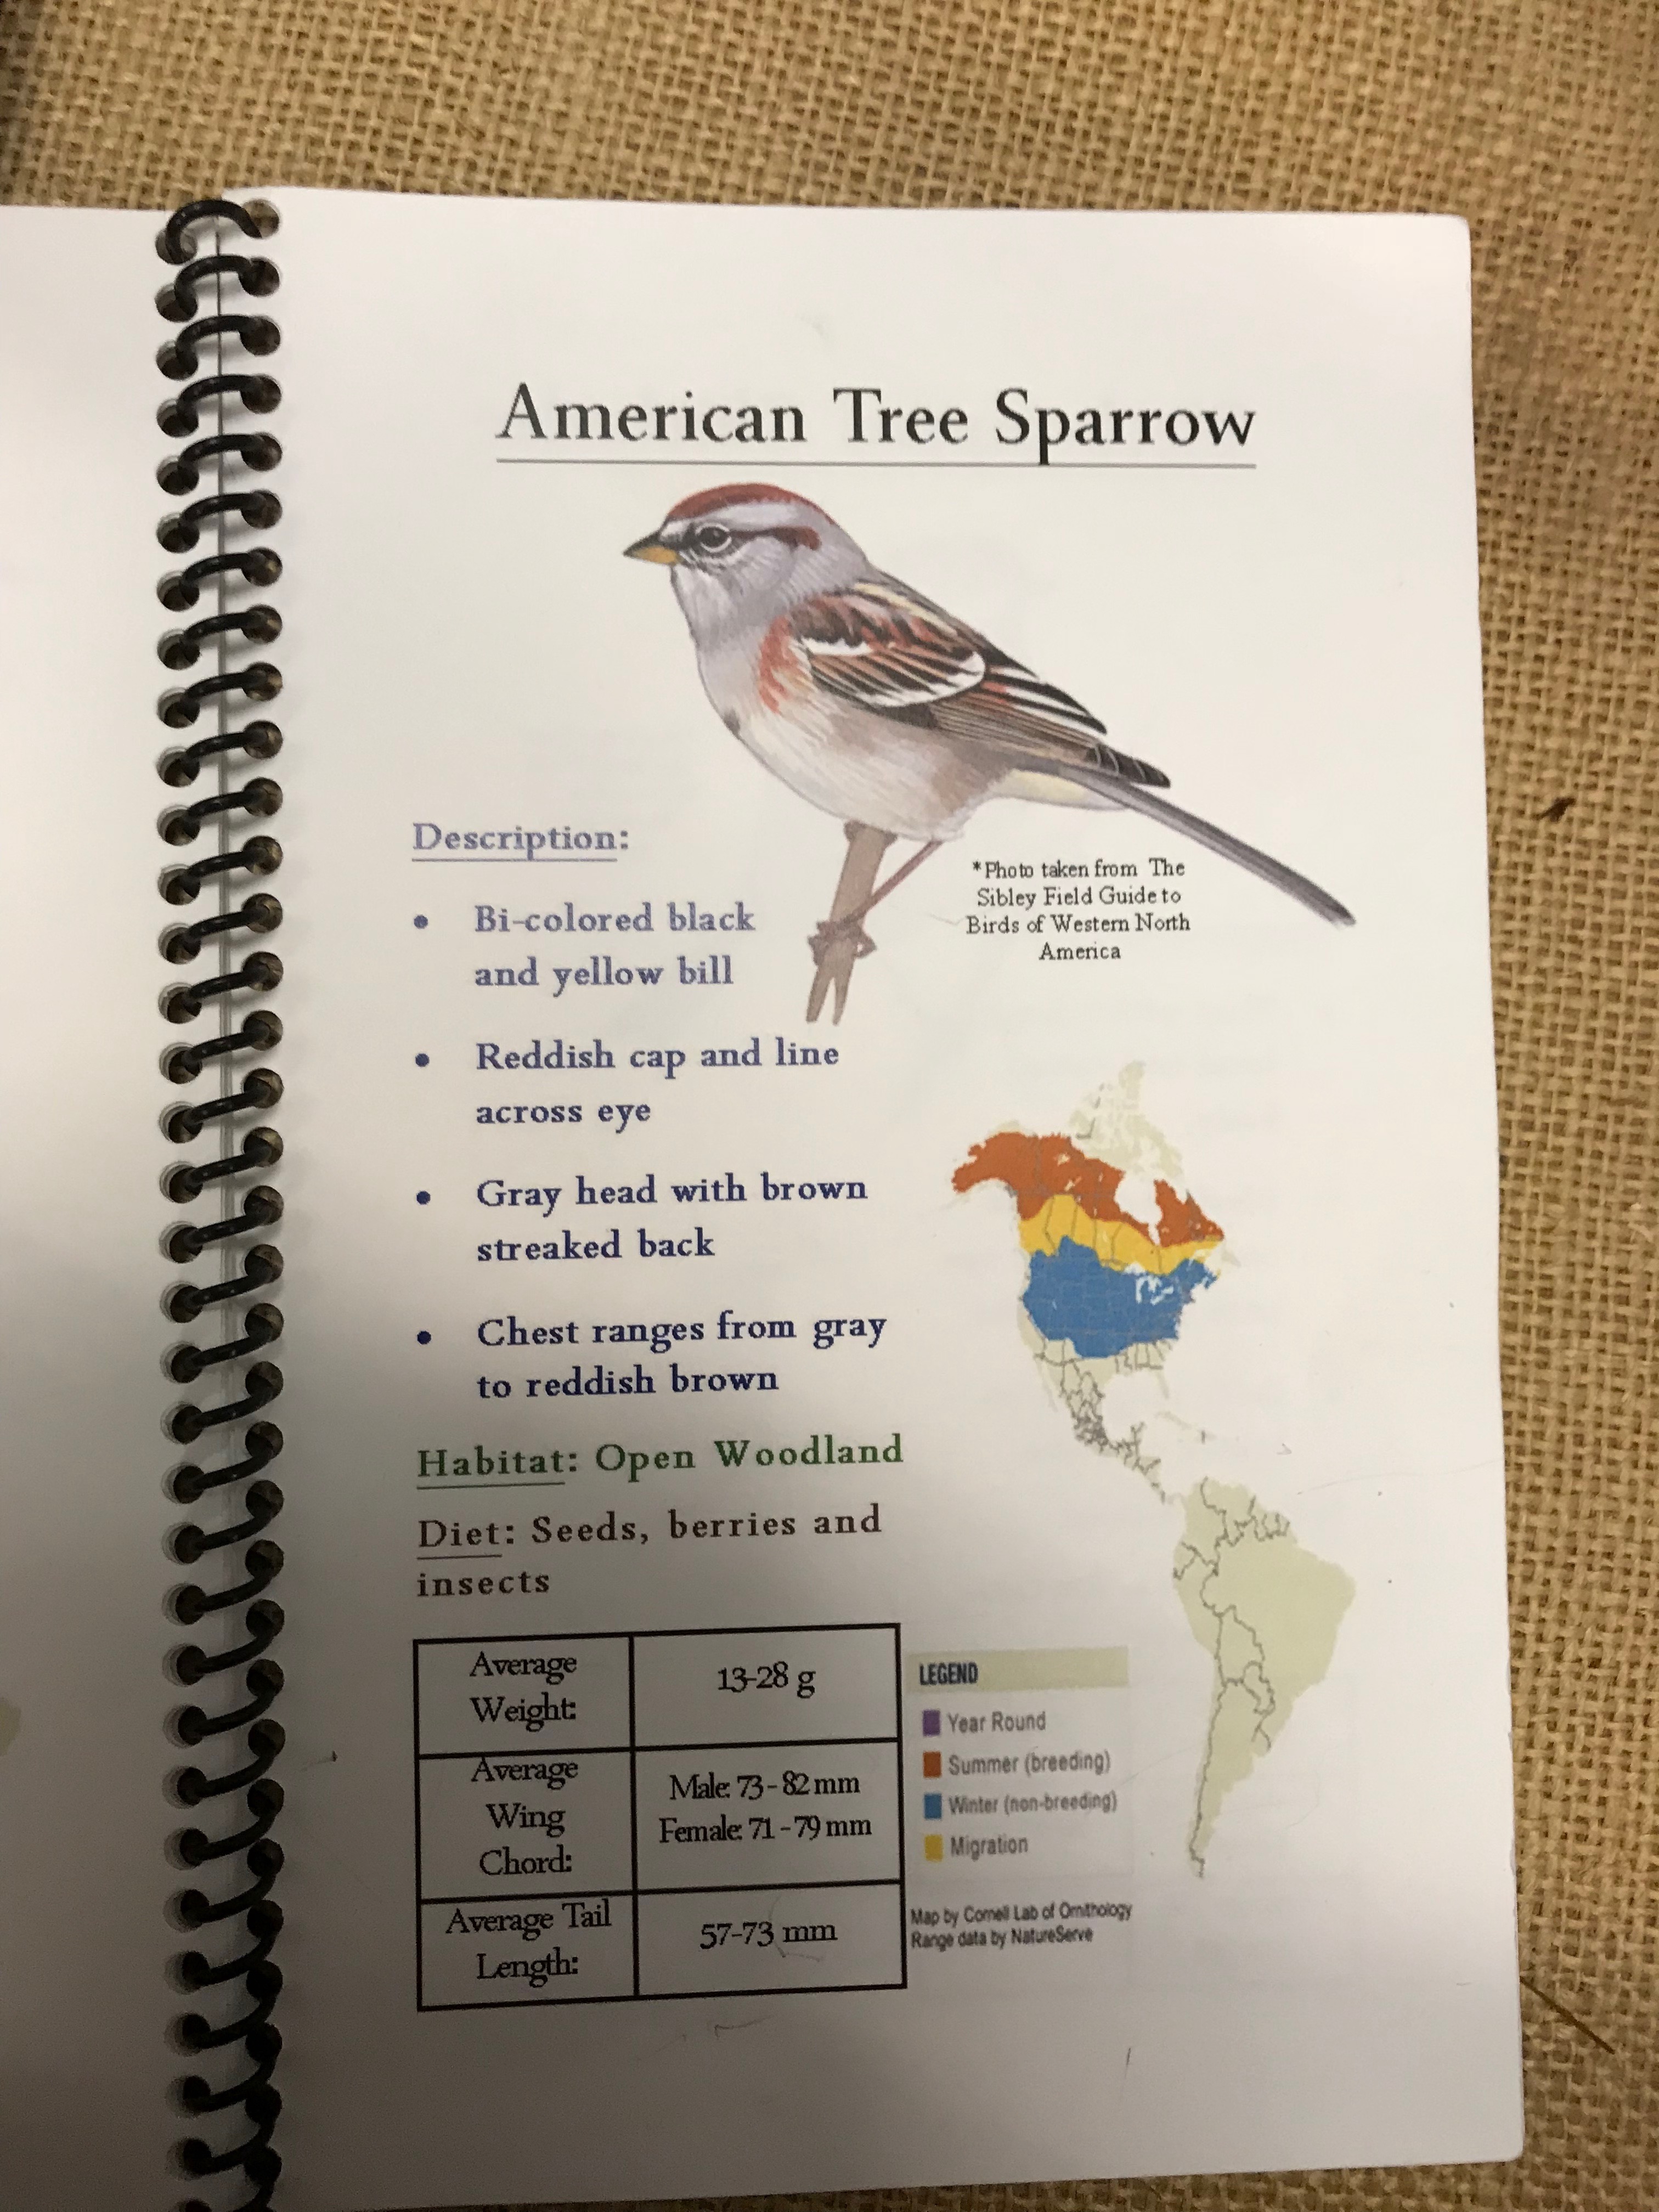 American Tree Sparrow
Description:
• Bi-colored black
and yellow bill
• Reddish cap and line
across eye
• Gray head with brown
streaked back
• Chest ranges from gray
to reddish brown
*Photo taken from The
Sibley Field Guide to
Birds of Western North
America
Habitat: Open Woodland
Diet: Seeds, berries and
insects
Average
Weight:
13-28 g
Average
Wing
Chord:
Male: 73-82 mm
Female: 71-79 mm
Average Tail
Length:
57-73 mm
LEGEND
Year Round
Summer (breeding)
Winter (non-breeding)
Migration
Map by Cornell Lab of Ornithology
Range data by NatureServe